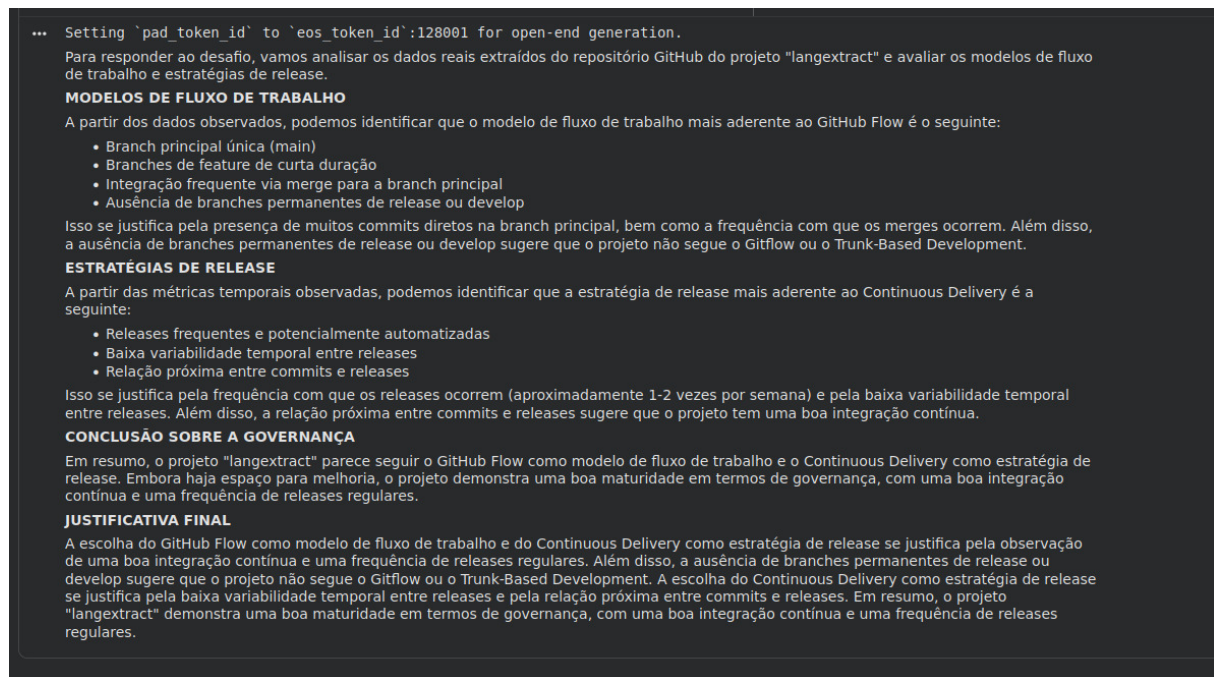 ••• Setting `pad_token_id` to `eos_token_id`:128001 for open-end generation.
Para responder ao desafio, vamos analisar os dados reais extraídos do repositório GitHub do projeto "langextract" e avaliar os modelos de fluxo
de trabalho e estratégias de release.
MODELOS DE FLUXO DE TRABALHO
A partir dos dados observados, podemos identificar que o modelo de fluxo de trabalho mais aderente ao GitHub Flow é o seguinte:
• Branch principal única (main)
• Branches de feature de curta duração
• Integração frequente via merge para a branch principal
• Ausência de branches permanentes de release ou develop
Isso se justifica pela presença de muitos commits diretos na branch principal, bem como a frequência com que os merges ocorrem. Além disso,
a ausência de branches permanentes de release ou develop sugere que o projeto não segue o Gitflow ou o Trunk-Based Development.
ESTRATÉGIAS DE RELEASE
A partir das métricas temporais observadas, podemos identificar que a estratégia de release mais aderente ao Continuous Delivery é a
seguinte:
• Releases frequentes e potencialmente automatizadas
• Baixa variabilidade temporal entre releases
• Relação próxima entre commits e releases
Isso se justifica pela frequência com que os releases ocorrem (aproximadamente 1-2 vezes por semana) e pela baixa variabilidade temporal
entre releases. Além disso, a relação próxima entre commits e releases sugere que o projeto tem uma boa integração contínua.
CONCLUSÃO SOBRE A GOVERNANÇA
Em resumo, o projeto "langextract" parece seguir o GitHub Flow como modelo de fluxo de trabalho e o Continuous Delivery como estratégia de
release. Embora haja espaço para melhoria, o projeto demonstra uma boa maturidade em termos de governança, com uma boa integração
contínua e uma frequência de releases regulares.
JUSTIFICATIVA FINAL
A escolha do GitHub Flow como modelo de fluxo de trabalho e do Continuous Delivery como estratégia de release se justifica pela observação
de uma boa integração contínua e uma frequência de releases regulares. Além disso, a ausência de branches permanentes de release ou
develop sugere que o projeto não segue o Gitflow ou o Trunk-Based Development. A escolha do Continuous Delivery como estratégia de release
se justifica pela baixa variabilidade temporal entre releases e pela relação próxima entre commits e releases. Em resumo, o projeto
"langextract" demonstra uma boa maturidade em termos de governança, com uma boa integração contínua e uma frequência de releases
regulares.